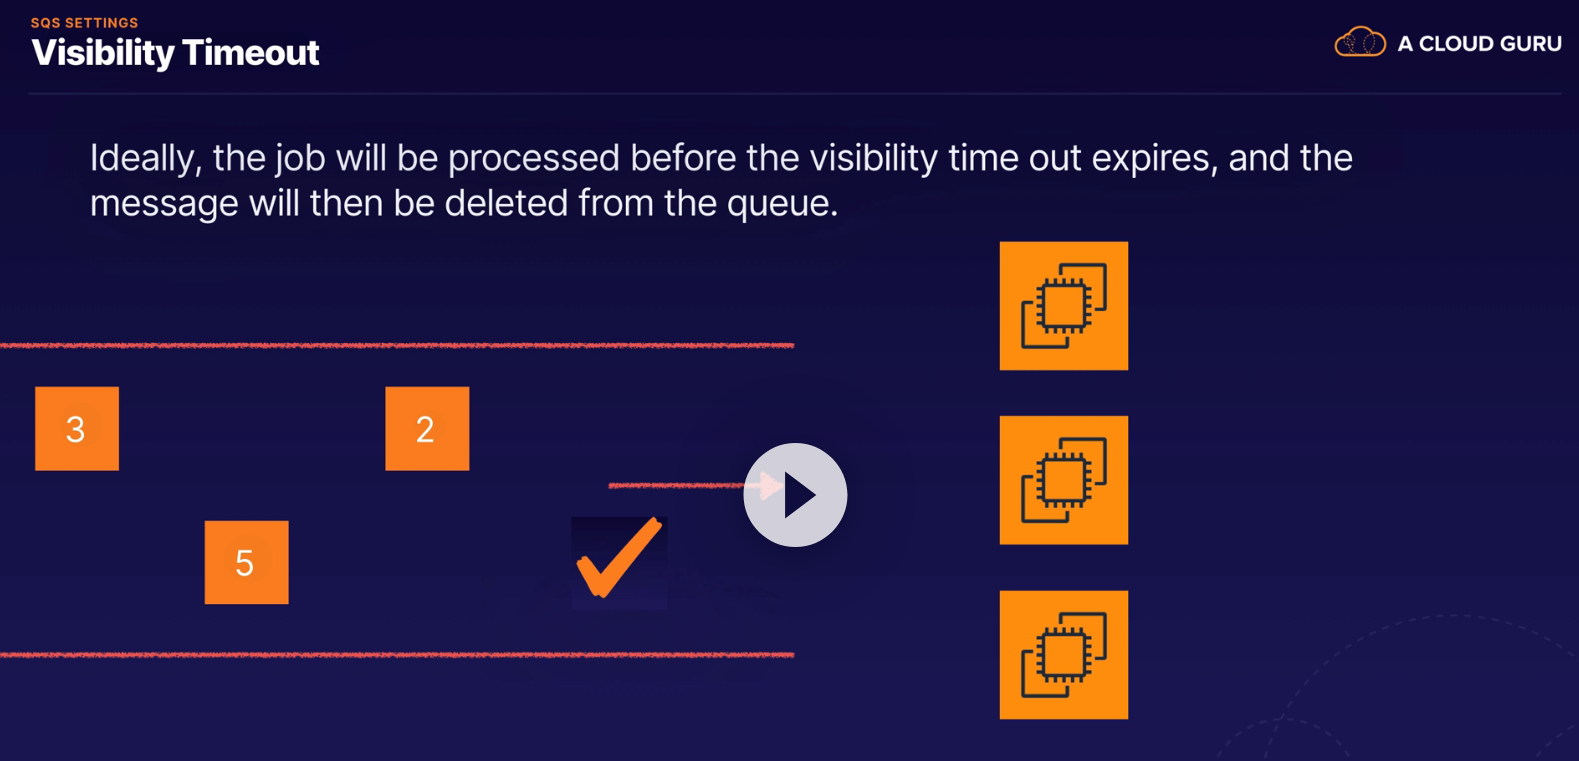 SQS SETTINGS
Visibility Timeout
A CLOUD GURU
Ideally, the job will be processed before the visibility time out expires, and the
message will then be deleted from the queue.
3
2
5